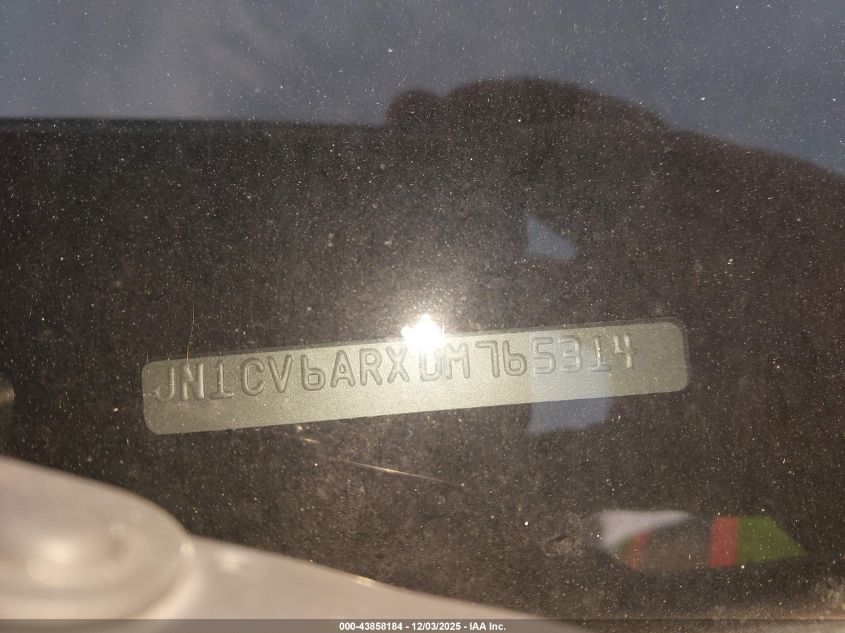 JN1CV6ARXDM765314
000-43858184 - 12/03/2025 - IAA Inc.